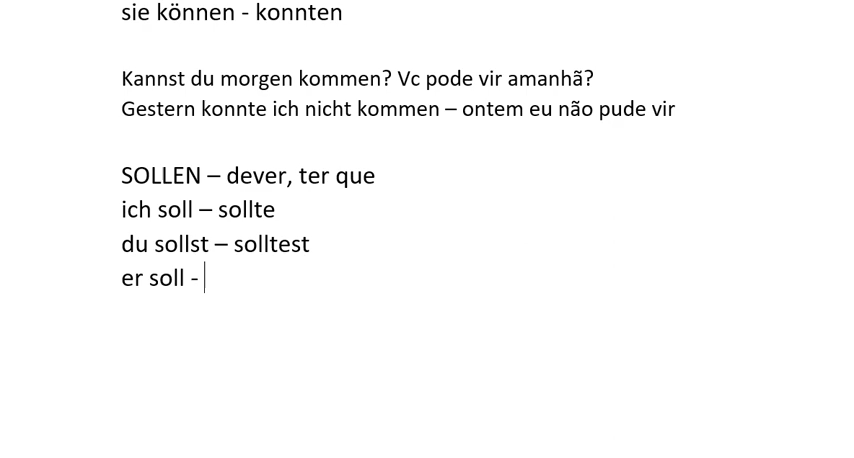 sie können - konnten
Kannst du morgen kommen? Vc pode vir amanhã?
Gestern konnte ich nicht kommen – ontem eu não pude vir
SOLLEN – dever, ter que
ich soll – sollte
du sollst – solltest
er soll -